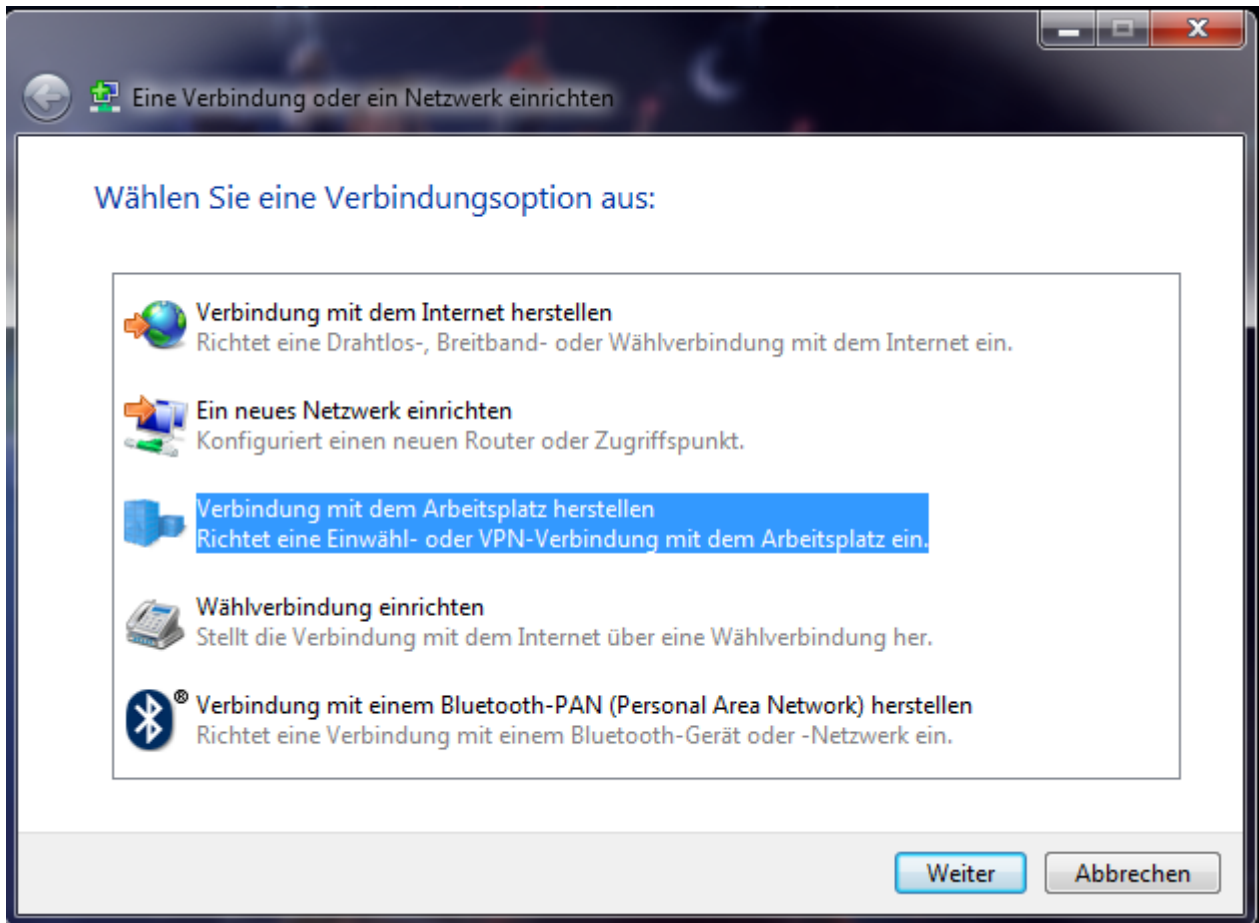 Eine Verbindung oder ein Netzwerk einrichten
Wählen Sie eine Verbindungsoption aus:
Verbindung mit dem Internet herstellen
Richtet eine Drahtlos-, Breitband- oder Wählverbindung mit dem Internet ein.
Ein neues Netzwerk einrichten
Konfiguriert einen neuen Router oder Zugriffspunkt.
Verbindung mit dem Arbeitsplatz herstellen
Richtet eine Einwähl- oder VPN-Verbindung mit dem Arbeitsplatz ein.
Wählverbindung einrichten
Stellt die Verbindung mit dem Internet über eine Wählverbindung her.
® Verbindung mit einem Bluetooth-PAN (Personal Area Network) herstellen
Richtet eine Verbindung mit einem Bluetooth-Gerät oder -Netzwerk ein.
Weiter Abbrechen